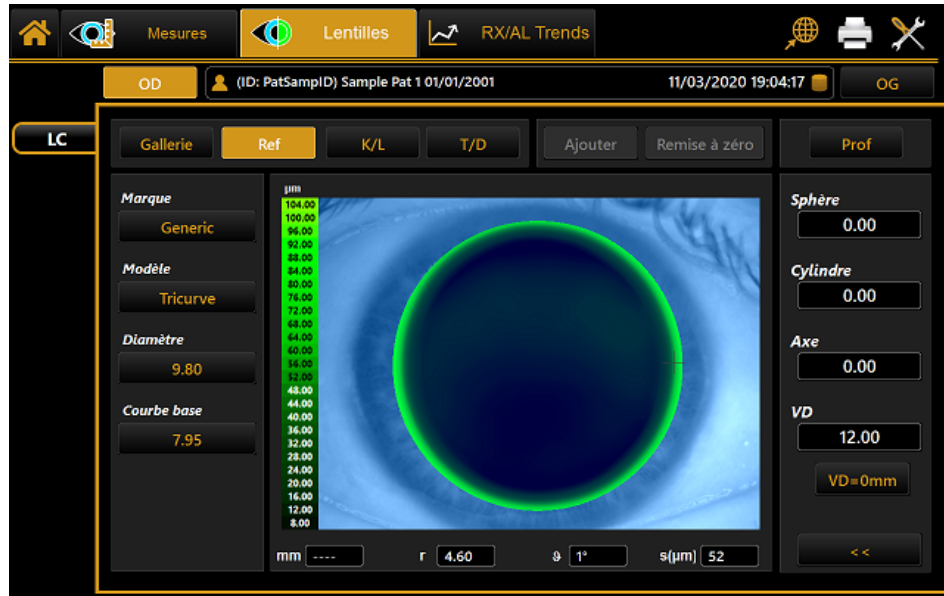 Mesures
Lentilles
RX/AL Trends
OD
(ID: PatSampID) Sample Pat 1 01/01/2001
11/03/2020 19:04:17
OG
LC
Gallerie
Ref
K/L
T/D
Ajouter
Remise à zéro
Prof
Marque
Generic
Modèle
Tricurve
Diamètre
9.80
Courbe base
7.95
µm
104.00
100.00
96.00
92.00
88.00
84.00
80.00
76.00
72.00
68.00
64.00
60.00
56.00
52.00
48.00
44.00
40.00
36.00
32.00
28.00
24.00
20.00
16.00
12.00
8.00
mm ----
r 4.60
ϑ 1°
s(µm) 52
Sphère
0.00
Cylindre
0.00
Axe
0.00
VD
12.00
VD=0mm
<<